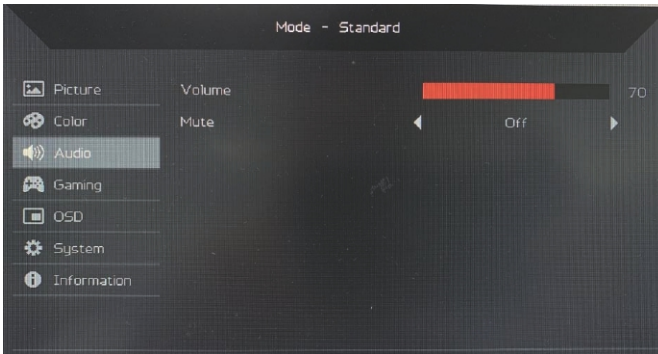 Mode - Standard
Picture
Volume 70
Color
Mute Off
Audio
Gaming
OSD
System
Information